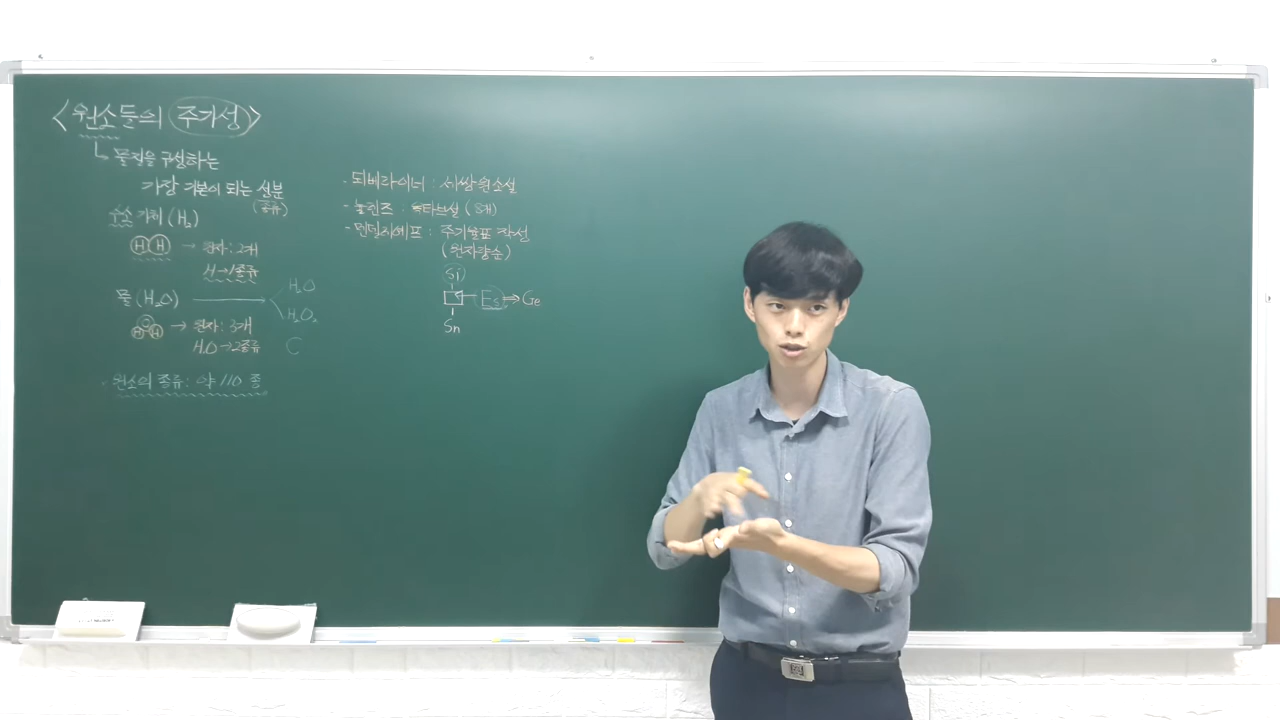 <원소들의 주기성>
물질을 구성하는
가장 기본이 되는 성분
(종류)
수소 기체 (H₂)
H H → 원자: 2개
H → 1종류
물 (H₂O) → H₂O
H₂O₂
H O H → 원자: 3개
H,O → 2종류 C
원소의 종류: 약 110 종
- 되베라이너 : 세쌍원소설
- 뉼린즈 : 옥타브설 (8개)
- 멘델레예프 : 주기율표 작성
(원자량순)
Si
Es ⇒ Ge
Sn